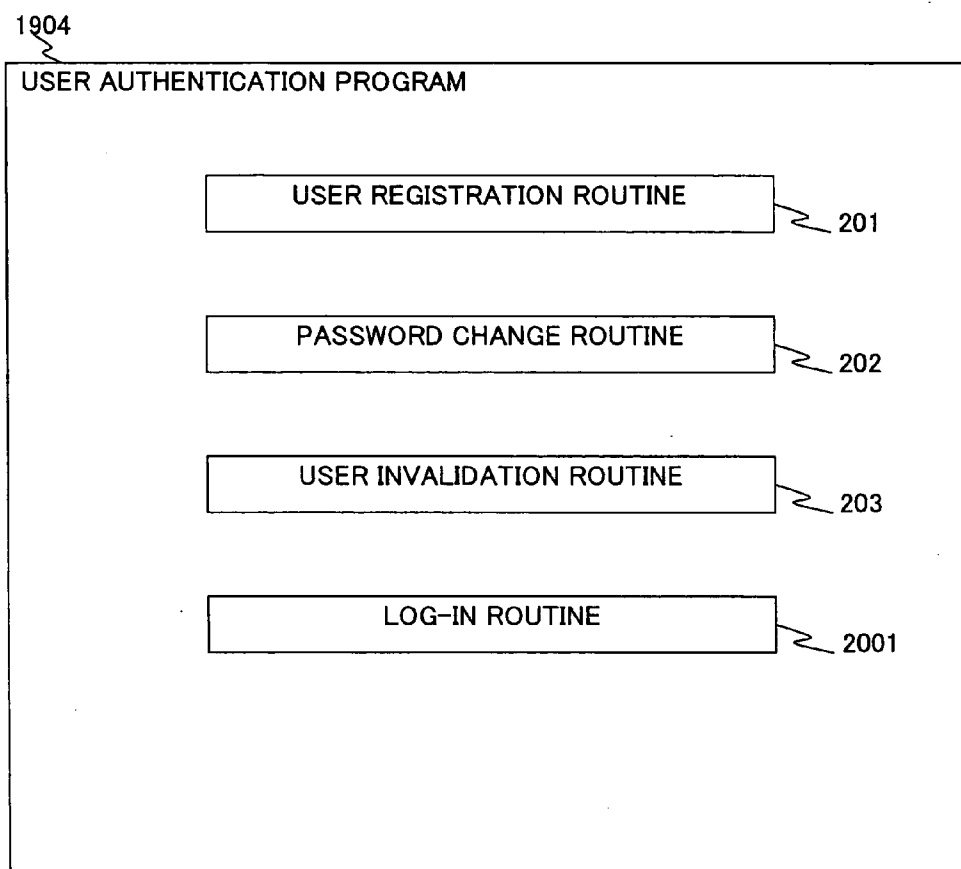 1904
USER AUTHENTICATION PROGRAM
USER REGISTRATION ROUTINE
201
PASSWORD CHANGE ROUTINE
202
USER INVALIDATION ROUTINE
203
LOG-IN ROUTINE
2001